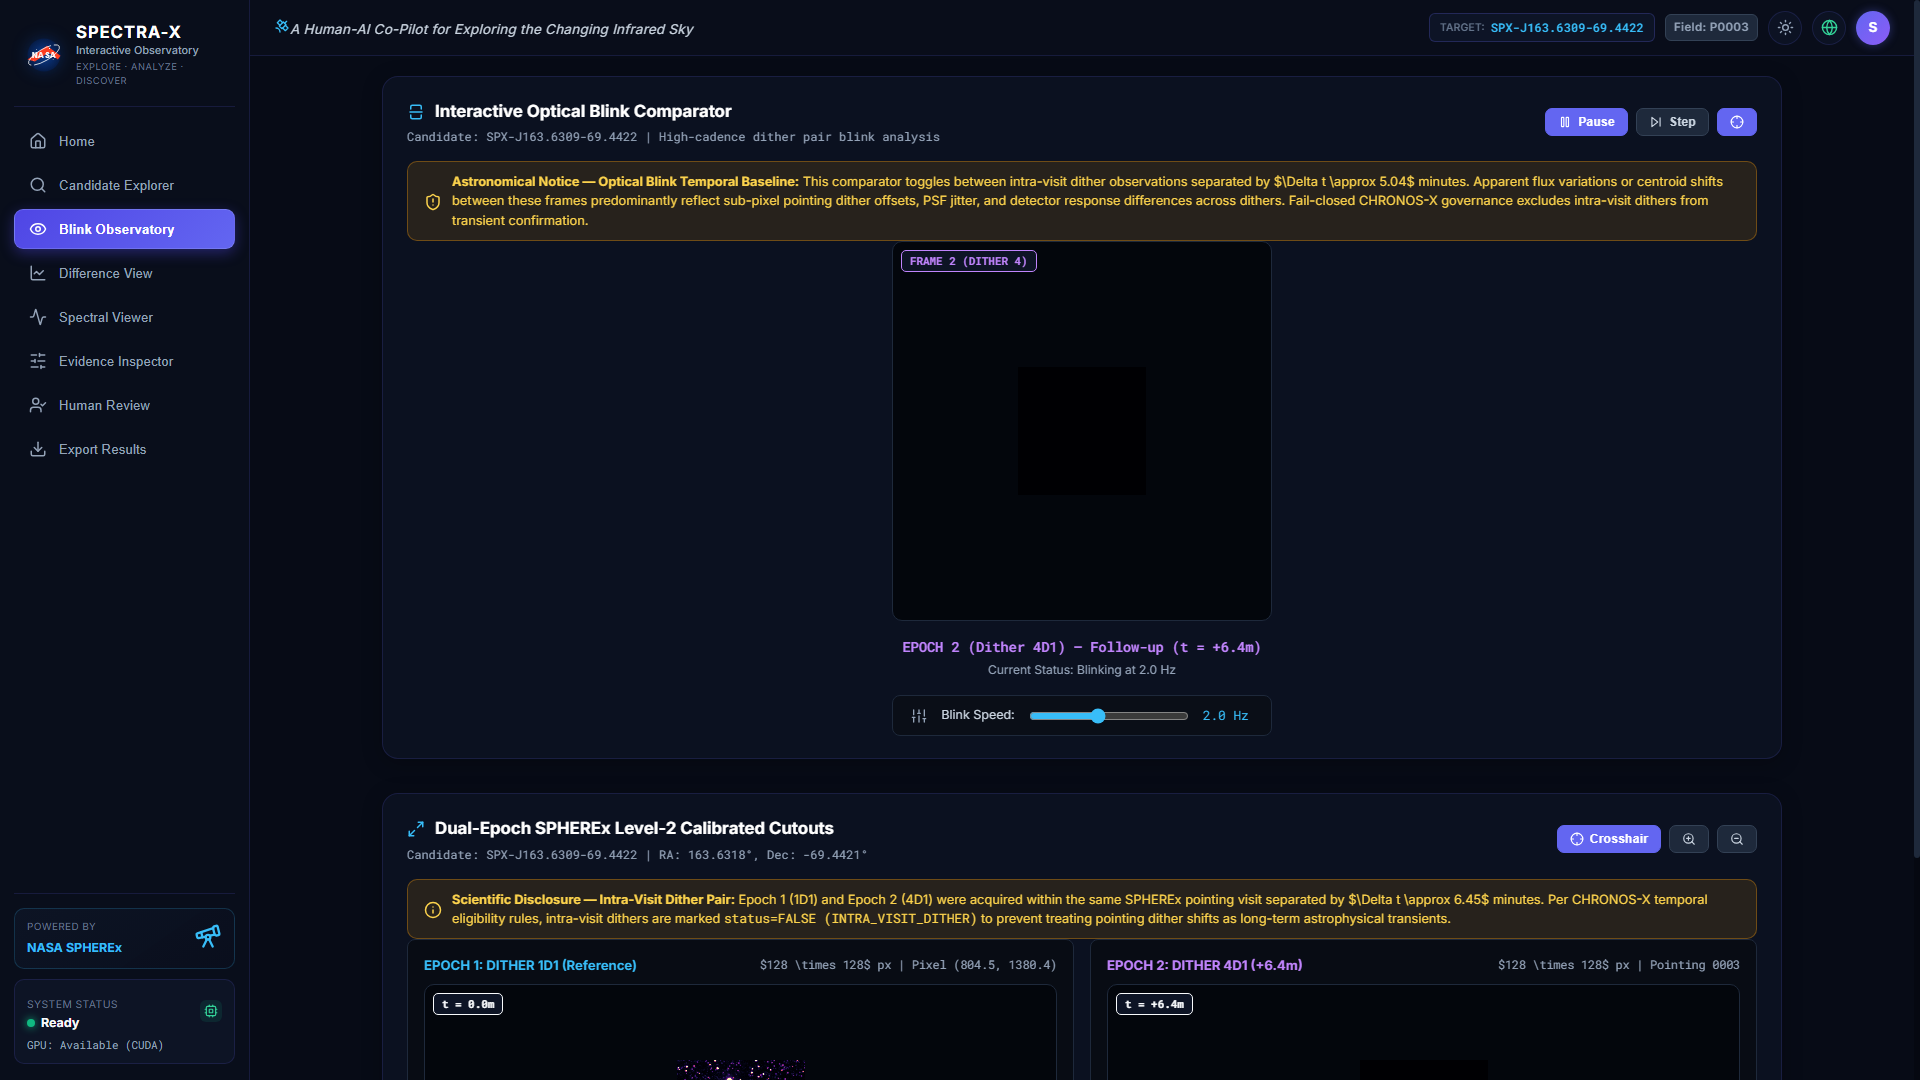 SPECTRA-X
Interactive Observatory
EXPLORE · ANALYZE ·
DISCOVER
NASA
Home
Candidate Explorer
Blink Observatory
Difference View
Spectral Viewer
Evidence Inspector
Human Review
Export Results
POWERED BY
NASA SPHEREx
SYSTEM STATUS
Ready
GPU: Available (CUDA)
A Human-AI Co-Pilot for Exploring the Changing Infrared Sky
TARGET: SPX-J163.6309-69.4422
Field: P0003
S
Interactive Optical Blink Comparator
Candidate: SPX-J163.6309-69.4422 | High-cadence dither pair blink analysis
Pause
Step
Astronomical Notice — Optical Blink Temporal Baseline: This comparator toggles between intra-visit dither observations separated by $\Delta t \approx 5.04$ minutes. Apparent flux variations or centroid shifts
between these frames predominantly reflect sub-pixel pointing dither offsets, PSF jitter, and detector response differences across dithers. Fail-closed CHRONOS-X governance excludes intra-visit dithers from
transient confirmation.
FRAME 2 (DITHER 4)
EPOCH 2 (Dither 4D1) — Follow-up (t = +6.4m)
Current Status: Blinking at 2.0 Hz
Blink Speed:
2.0 Hz
Dual-Epoch SPHEREx Level-2 Calibrated Cutouts
Candidate: SPX-J163.6309-69.4422 | RA: 163.6318°, Dec: -69.4421°
Crosshair
Scientific Disclosure — Intra-Visit Dither Pair: Epoch 1 (1D1) and Epoch 2 (4D1) were acquired within the same SPHEREx pointing visit separated by $\Delta t \approx 6.45$ minutes. Per CHRONOS-X temporal
eligibility rules, intra-visit dithers are marked status=FALSE (INTRA_VISIT_DITHER) to prevent treating pointing dither shifts as long-term astrophysical transients.
EPOCH 1: DITHER 1D1 (Reference)
$128 \times 128$ px | Pixel (804.5, 1380.4)
t = 0.0m
EPOCH 2: DITHER 4D1 (+6.4m)
$128 \times 128$ px | Pointing 0003
t = +6.4m